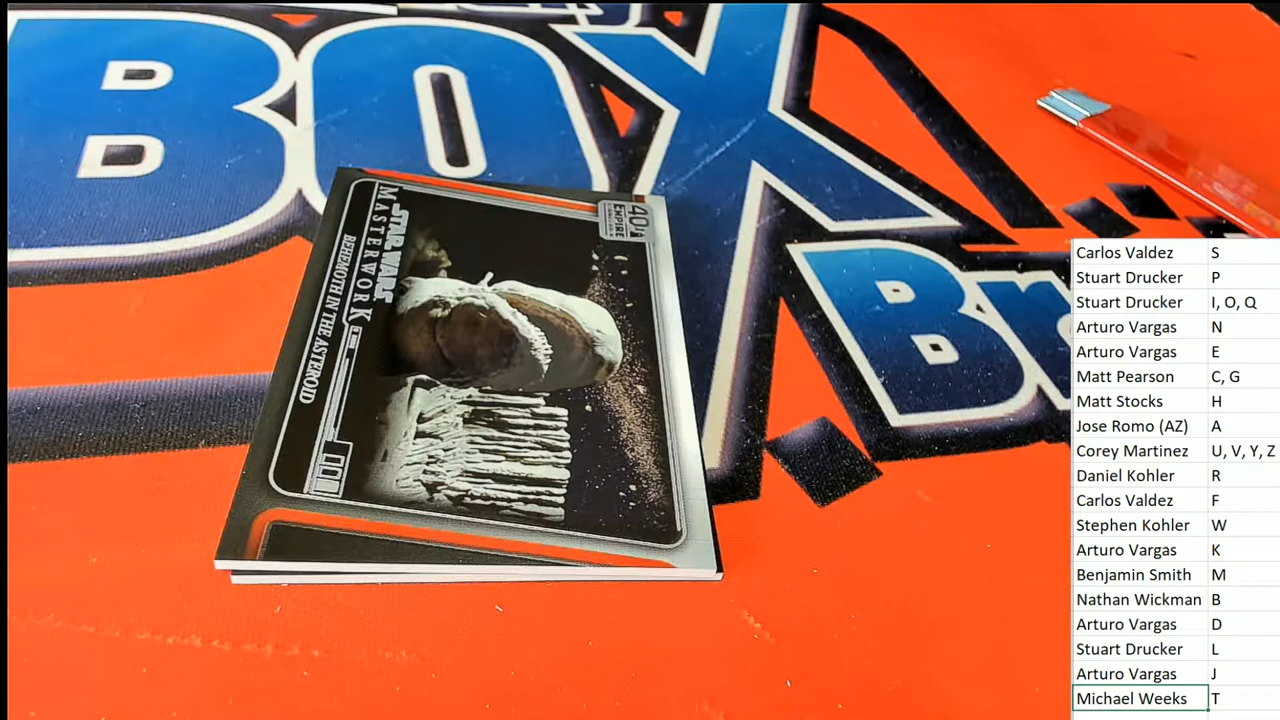 BOX
Br
40TH
EMPIRE
STAR WARS
MASTERWORK
BEHEMOTH IN THE ASTEROID
Carlos Valdez S
Stuart Drucker P
Stuart Drucker I, O, Q
Arturo Vargas N
Arturo Vargas E
Matt Pearson C, G
Matt Stocks H
Jose Romo (AZ) A
Corey Martinez U, V, Y, Z
Daniel Kohler R
Carlos Valdez F
Stephen Kohler W
Arturo Vargas K
Benjamin Smith M
Nathan Wickman B
Arturo Vargas D
Stuart Drucker L
Arturo Vargas J
Michael Weeks T